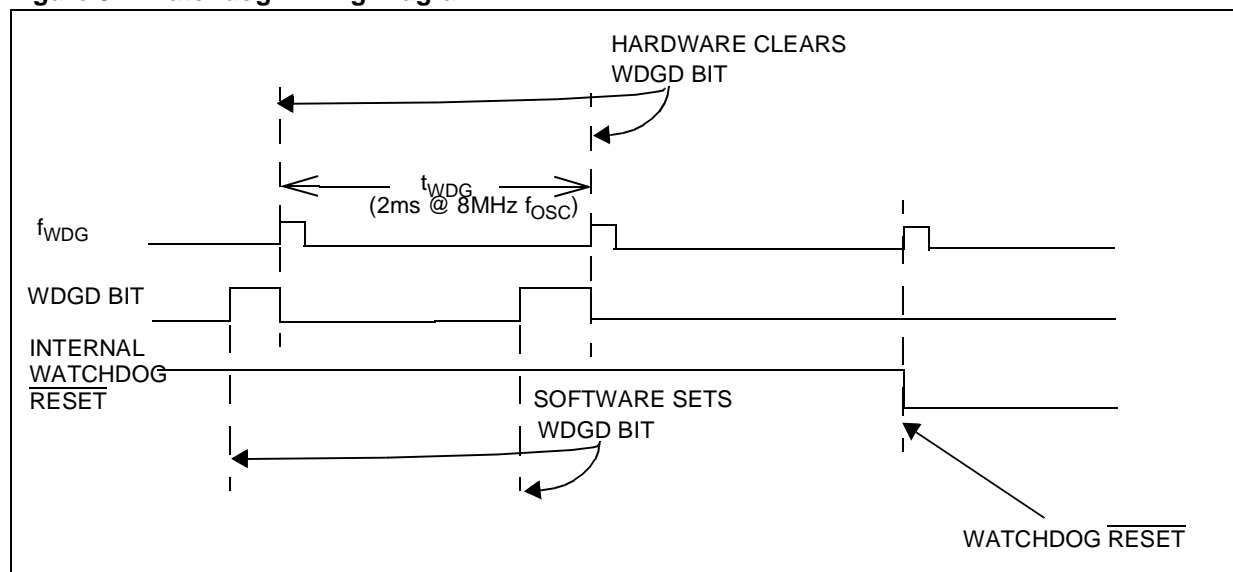 HARDWARE CLEARS
WDGD BIT
tWDG
(2ms @ 8MHz fOSC)
fWDG
WDGD BIT
INTERNAL
WATCHDOG
RESET
SOFTWARE SETS
WDGD BIT
WATCHDOG RESET